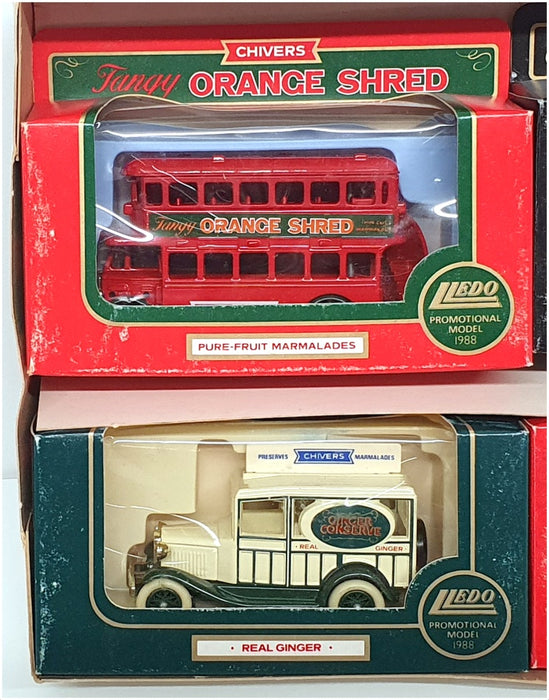 CHIVERS
Tangy ORANGE SHRED
Tangy ORANGE SHRED
LLEDO
PROMOTIONAL
MODEL
1988
PURE-FRUIT MARMALADES
PRESERVES CHIVERS MARMALADES
GINGER
CONSERVE
· REAL GINGER ·
LLEDO
PROMOTIONAL
MODEL
1988
· REAL GINGER ·